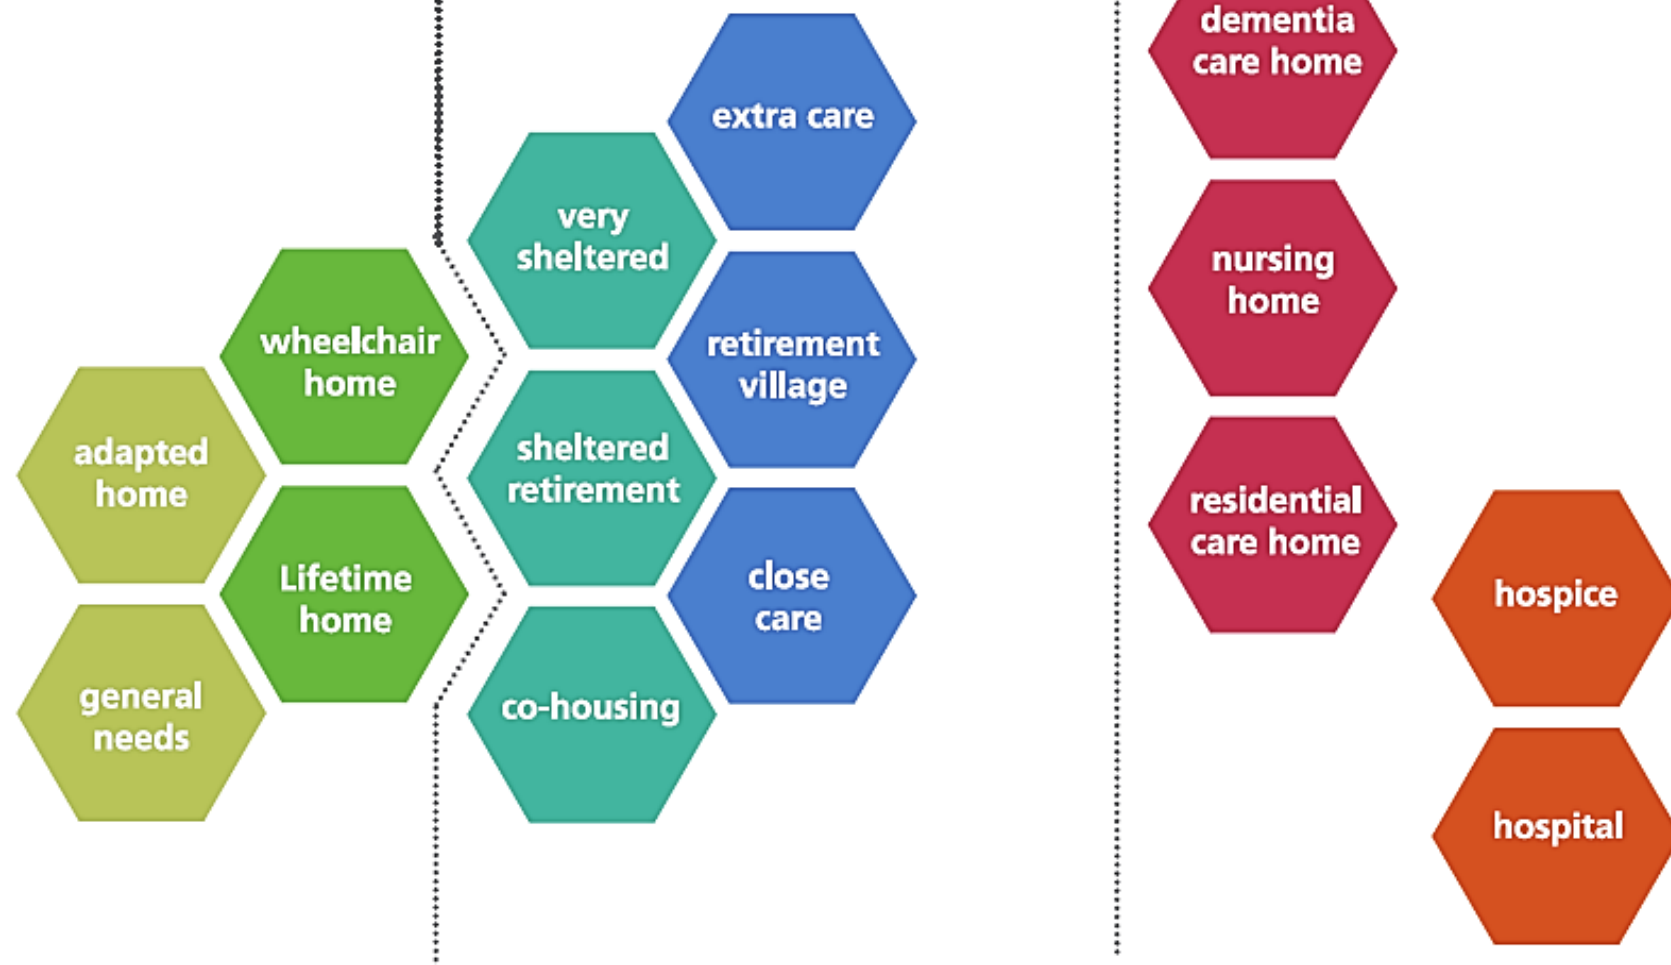 adapted
home
general
needs
wheelchair
home
Lifetime
home
very
sheltered
sheltered
retirement
co-housing
extra care
retirement
village
close
care
dementia
care home
nursing
home
residential
care home
hospice
hospital